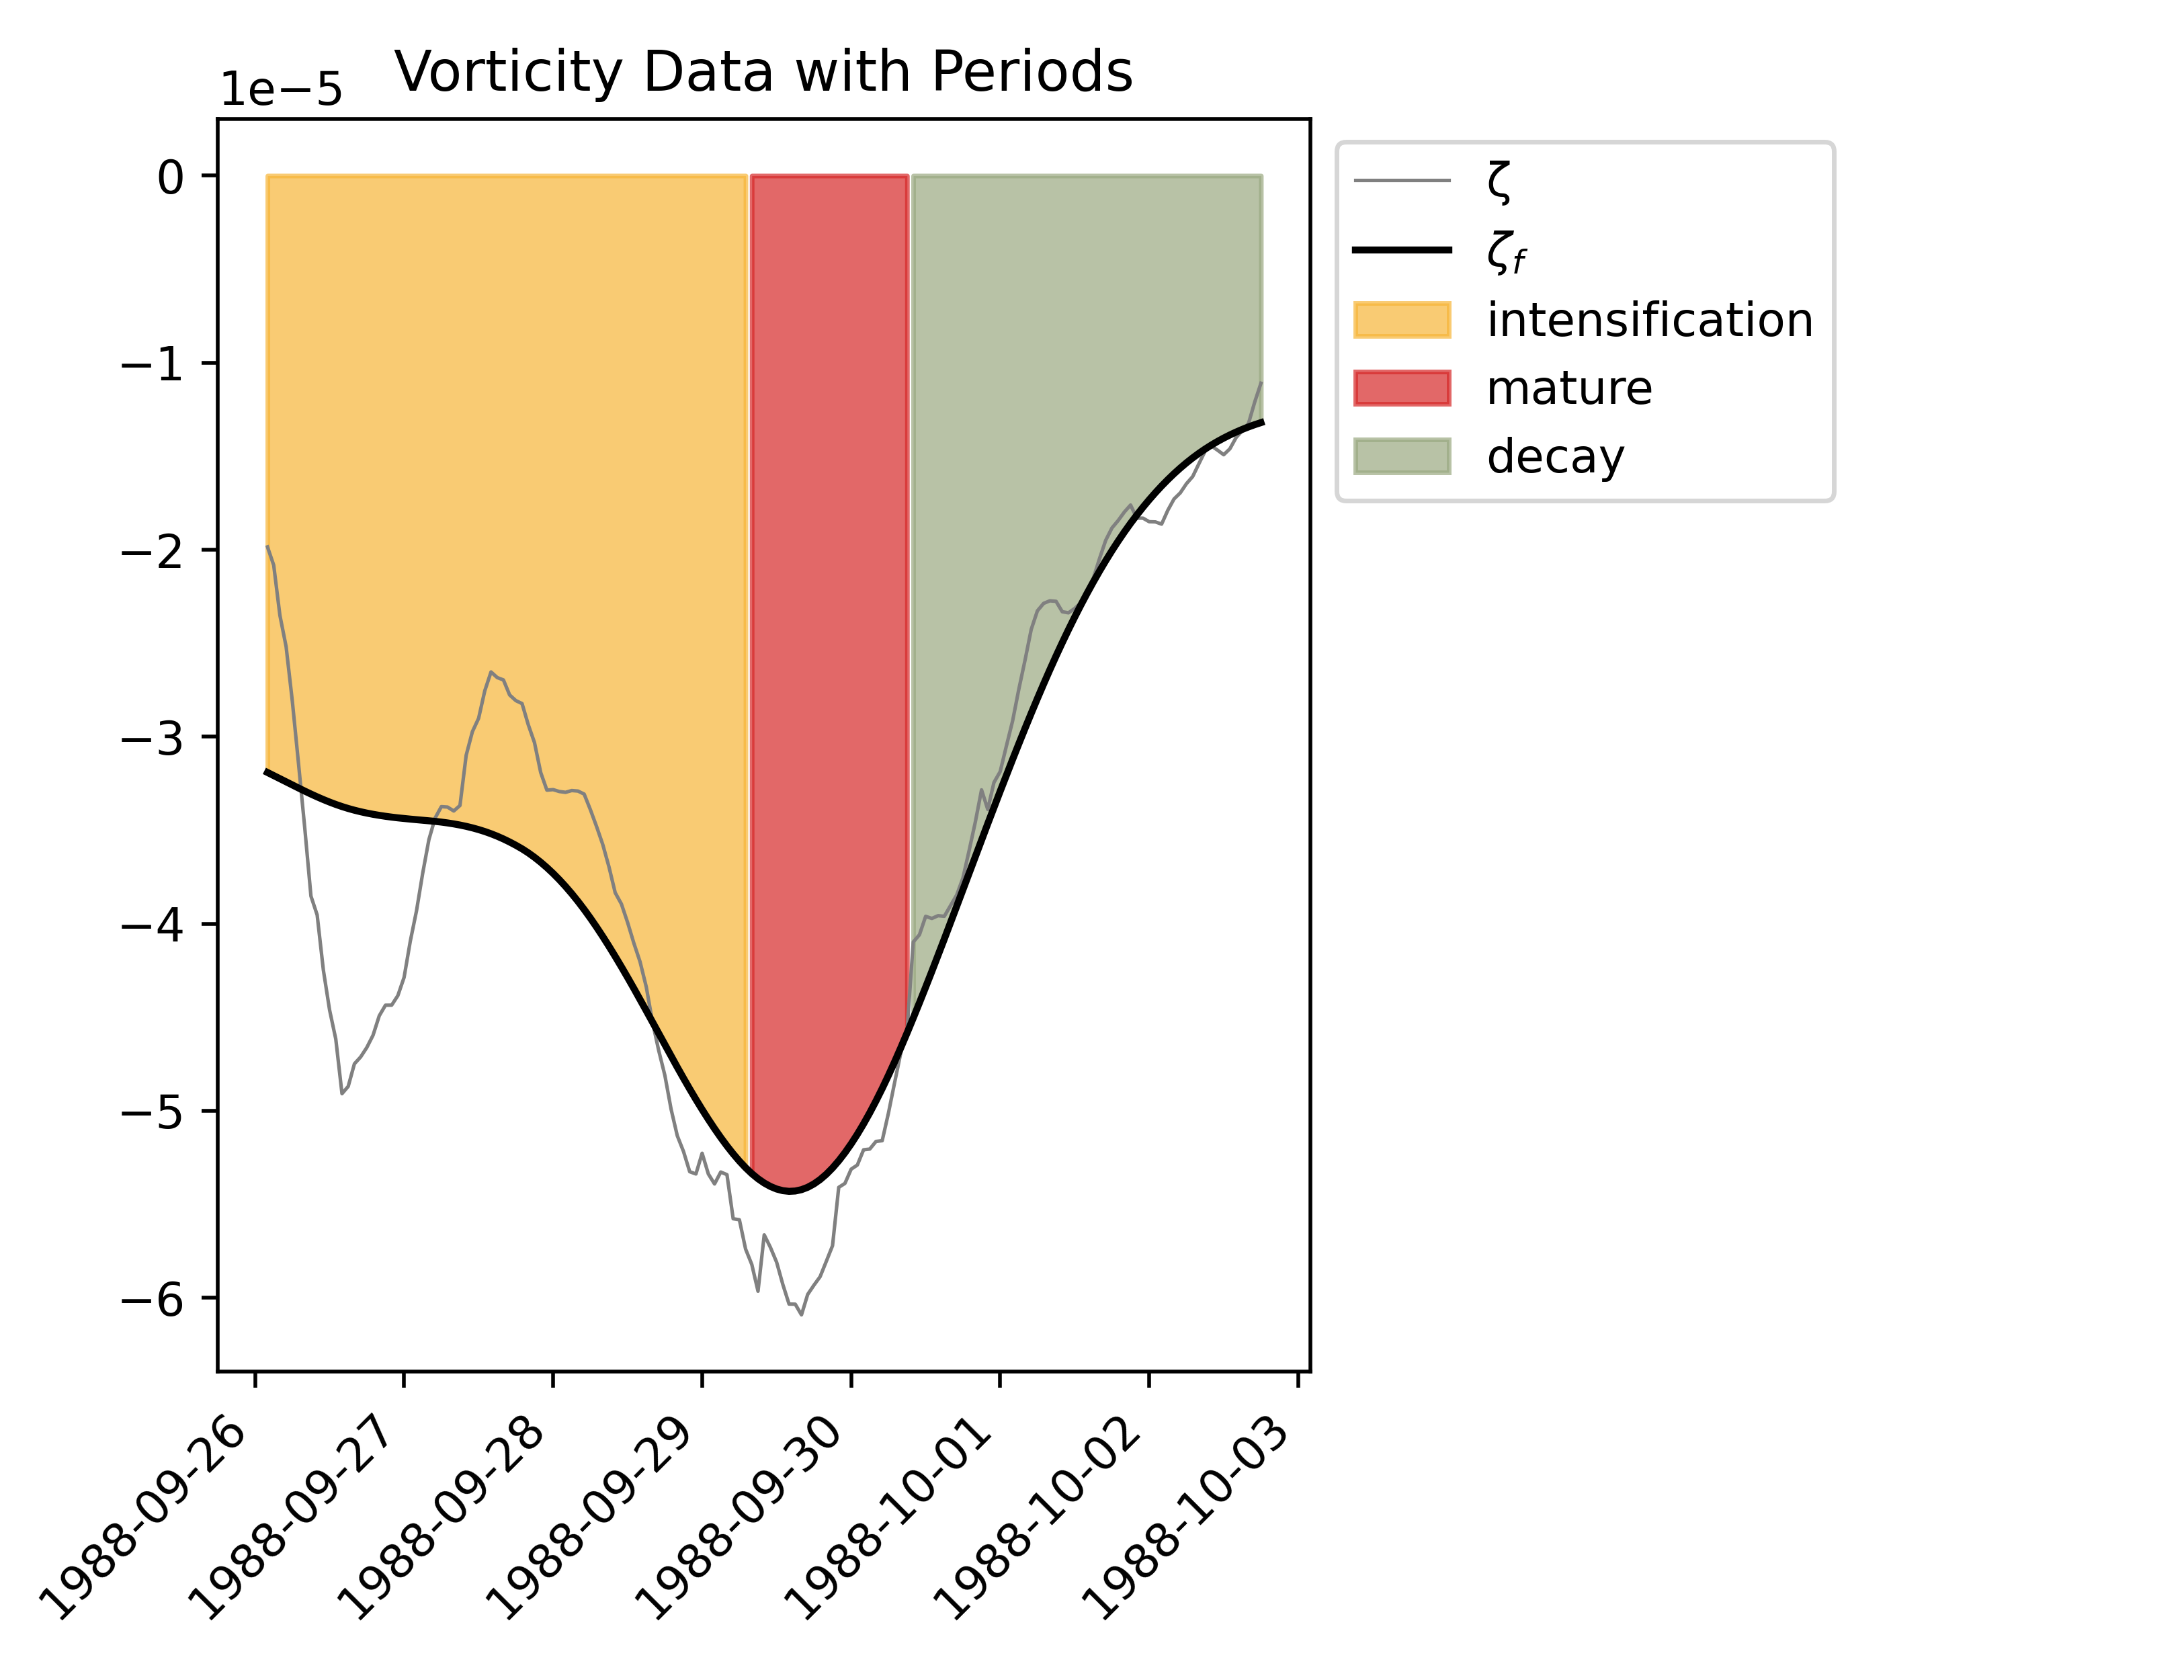 Vorticity Data with Periods
1e−5
0
−1
−2
−3
−4
−5
−6
1988-09-26
1988-09-27
1988-09-28
1988-09-29
1988-09-30
1988-10-01
1988-10-02
1988-10-03
ζ
ζf
intensification
mature
decay